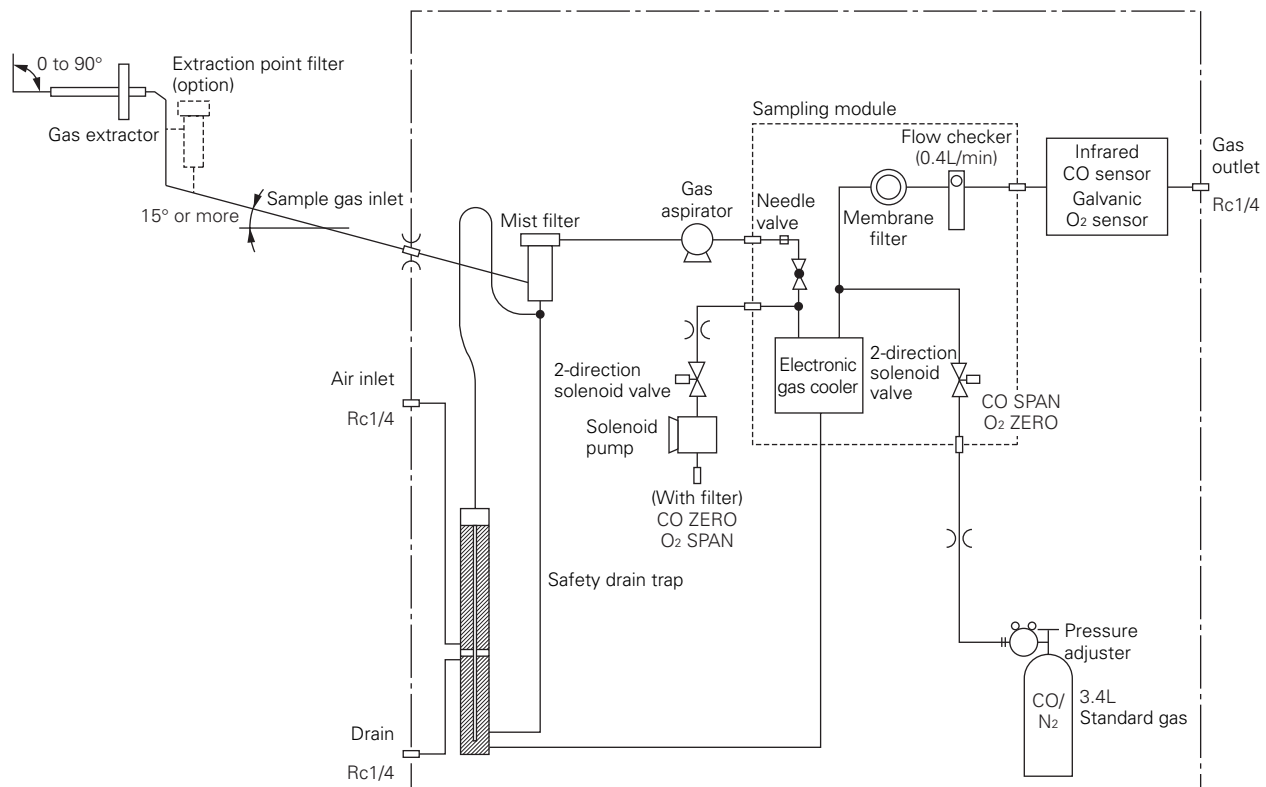 0 to 90°
Extraction point filter
(option)
Gas extractor
15° or more
Sample gas inlet
Mist filter
Gas
aspirator
Sampling module
Needle
valve
Flow checker
(0.4L/min)
Membrane
filter
Infrared
CO sensor
Galvanic
O₂ sensor
Gas
outlet
Rc1/4
Air inlet
Rc1/4
2-direction
solenoid valve
Electronic
gas cooler
2-direction
solenoid
valve
CO SPAN
O₂ ZERO
Solenoid
pump
(With filter)
CO ZERO
O₂ SPAN
Safety drain trap
Pressure
adjuster
CO/
N₂
3.4L
Standard gas
Drain
Rc1/4